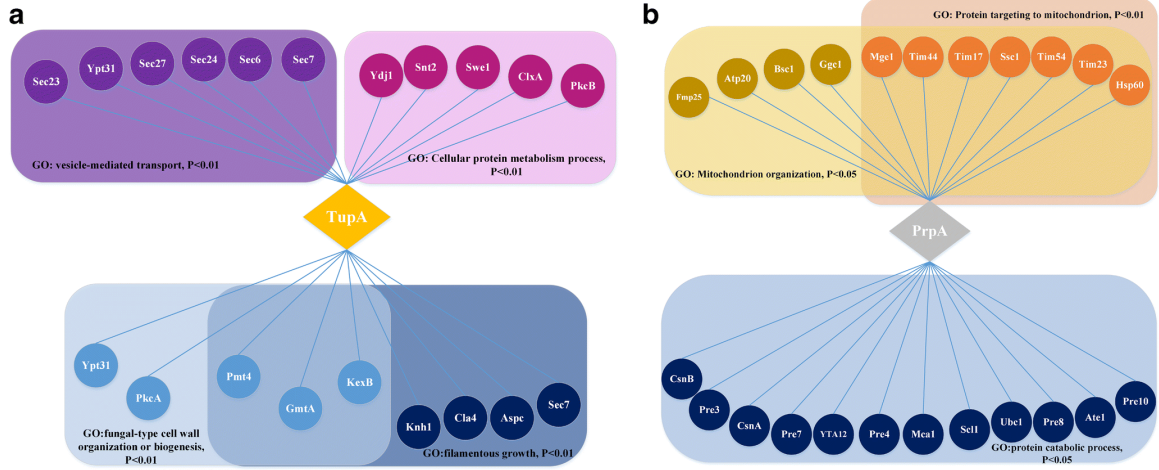 a
Sec23
Ypt31
Sec27
Sec24
Sec6
Sec7
Ydj1
Snt2
Swe1
ClxA
PkcB
GO: vesicle-mediated transport, P<0.01
GO: Cellular protein metabolism process,
P<0.01
TupA
Ypt31
PkcA
Pmt4
GmtA
KexB
Knh1
Cla4
Aspc
Sec7
GO:fungal-type cell wall
organization or biogenesis,
P<0.01
GO:filamentous growth, P<0.01
b
GO: Protein targeting to mitochondrion, P<0.01
Fmp25
Atp20
Bsc1
Ggc1
Mge1
Tim44
Tim17
Ssc1
Tim54
Tim23
Hsp60
GO: Mitochondrion organization, P<0.05
PrpA
CsnB
Pre3
CsnA
Pre7
YTA12
Pre4
Mca1
Scl1
Ubc1
Pre8
Ate1
Pre10
GO:protein catabolic process,
P<0.05